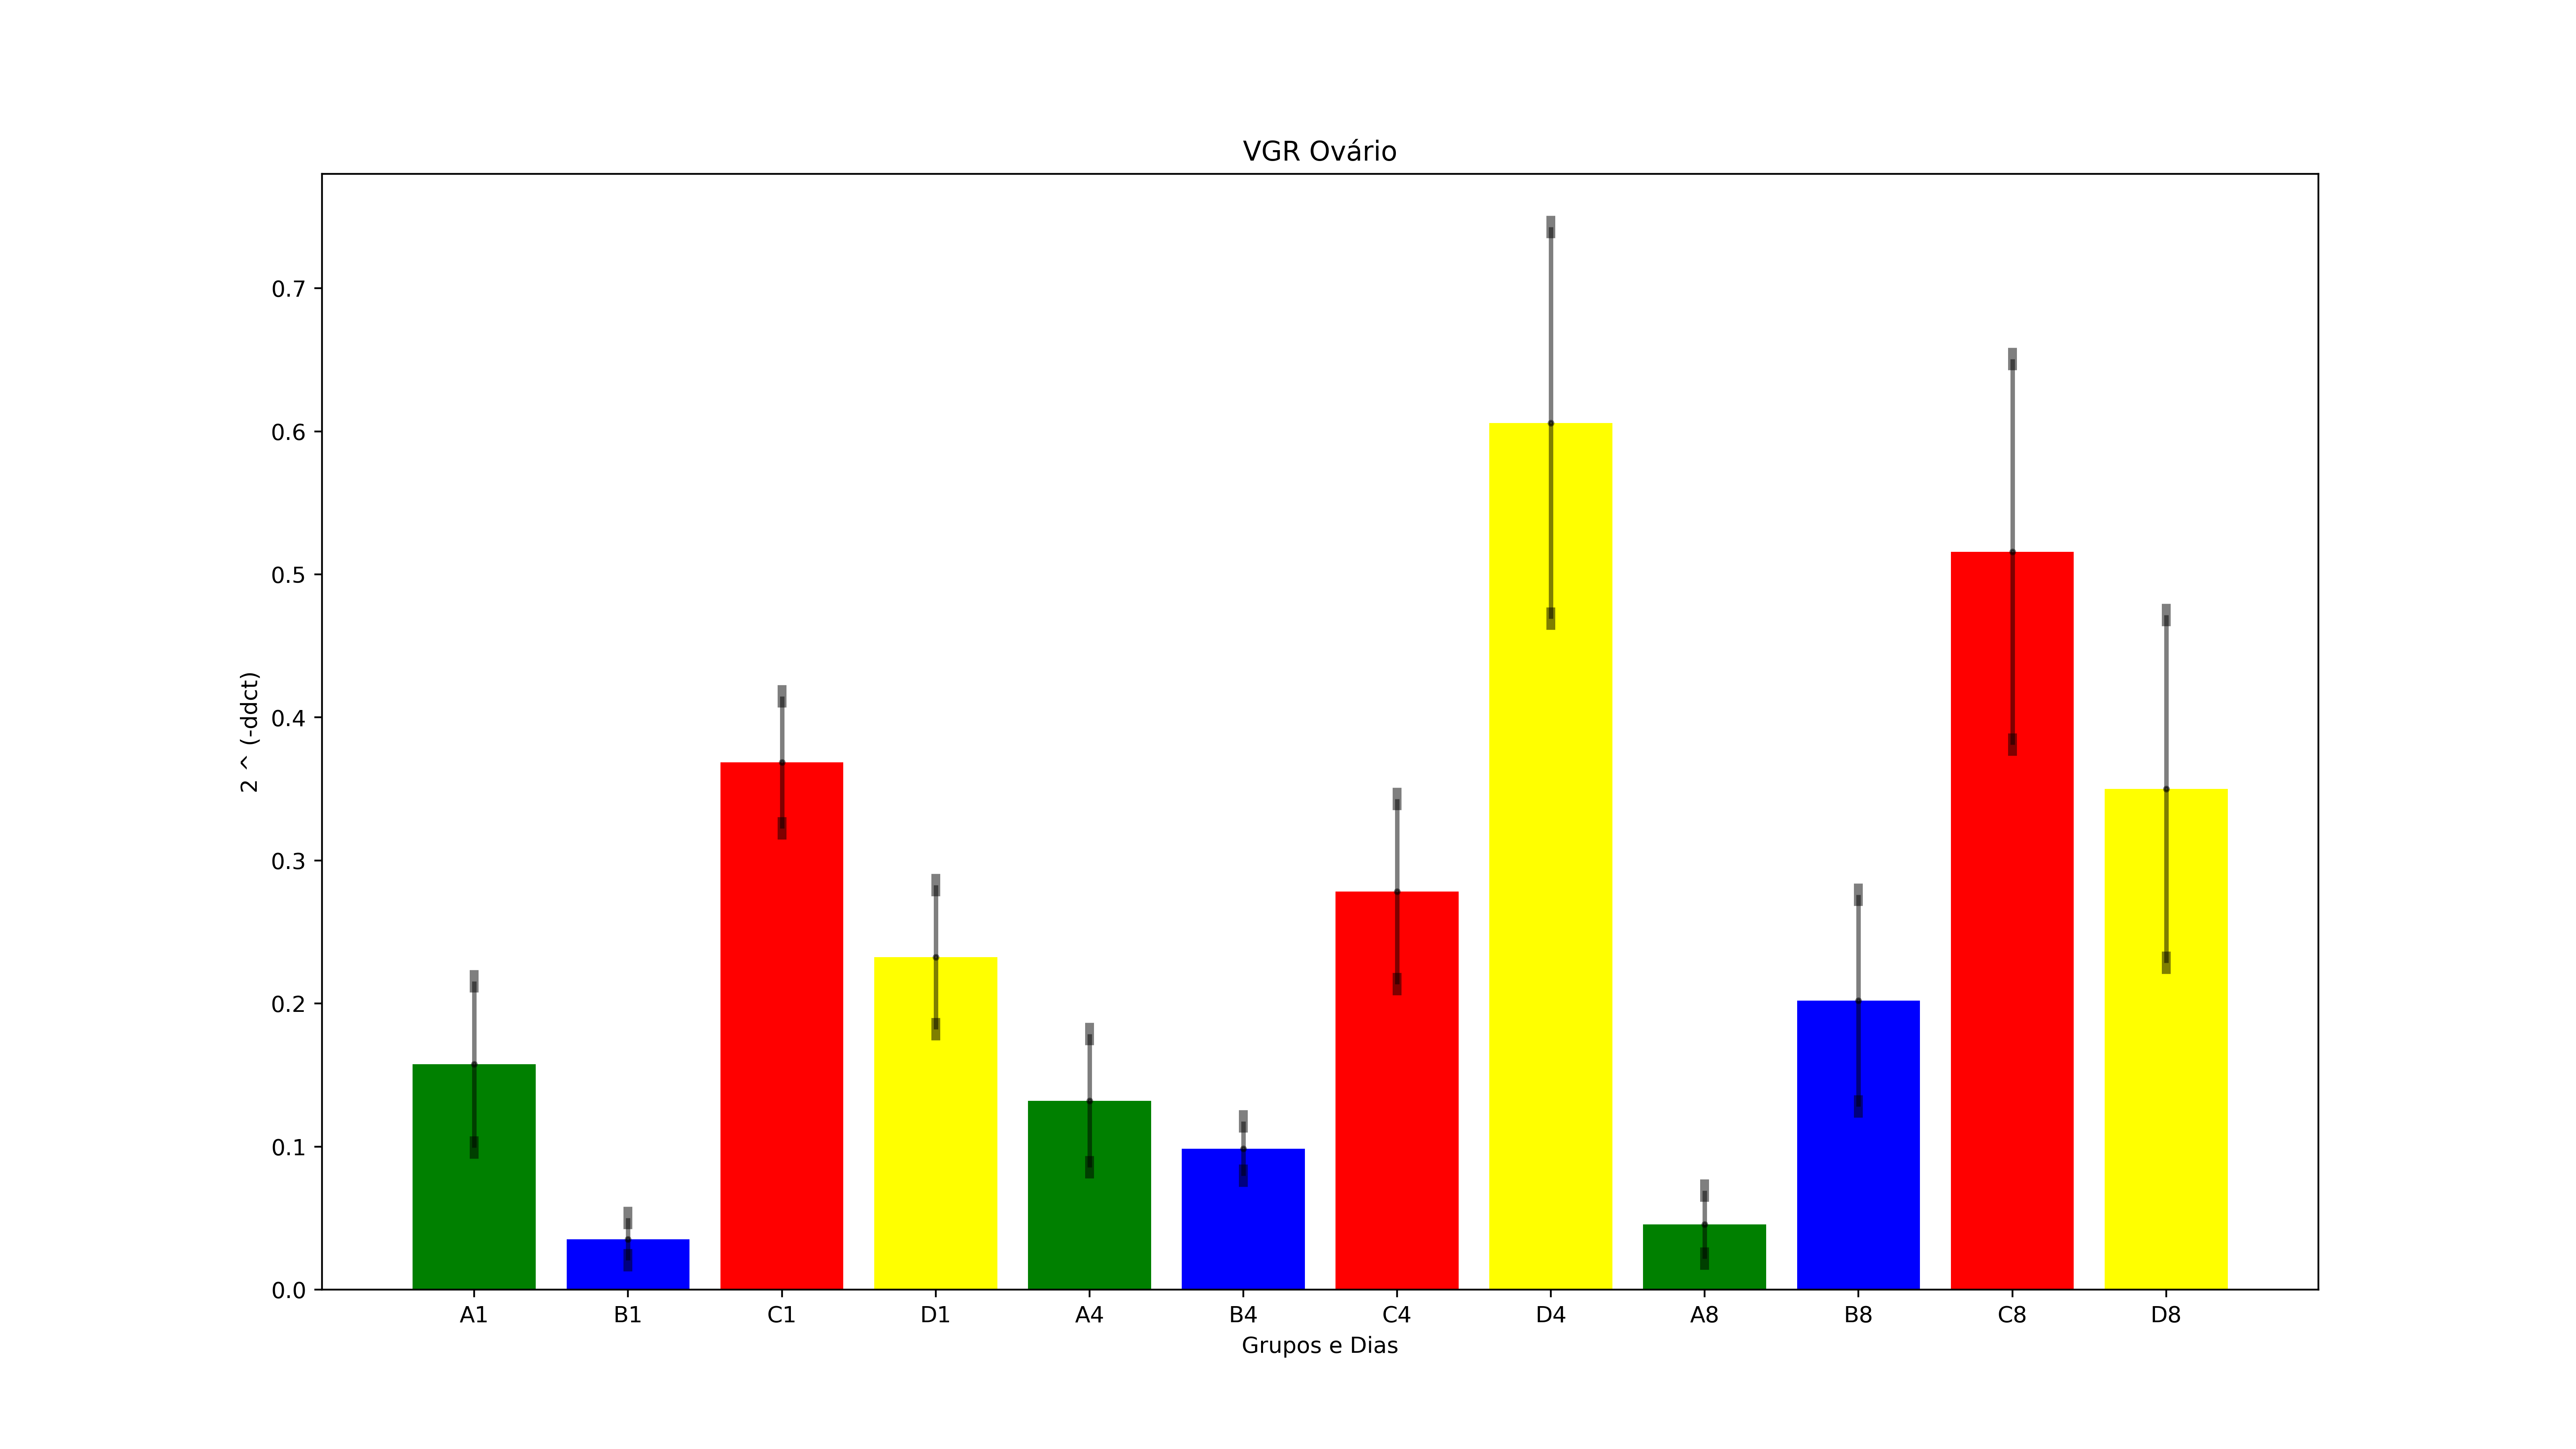 VGR Ovário
0.7
0.6
0.5
0.4
0.3
0.2
0.1
0.0
2 ^ (-ddct)
A1 B1 C1 D1 A4 B4 C4 D4 A8 B8 C8 D8
Grupos e Dias